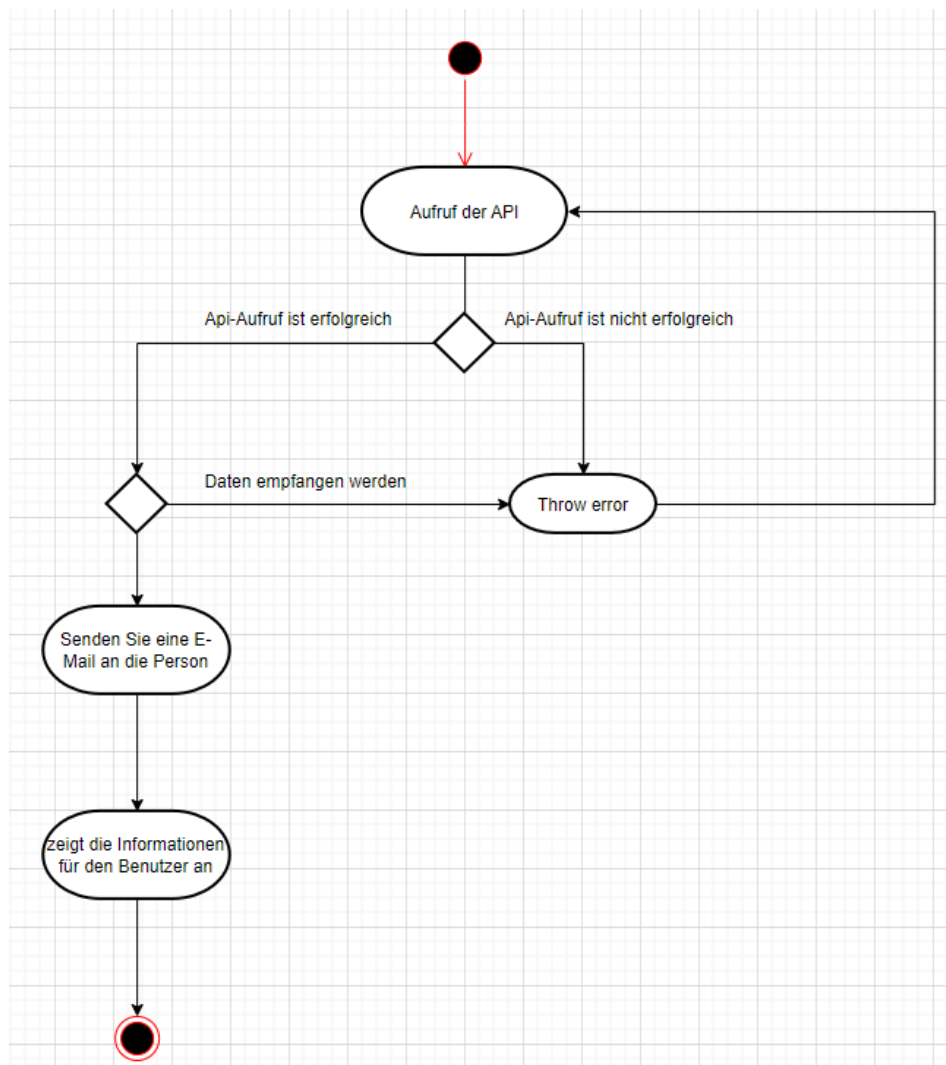 Aufruf der API
Api-Aufruf ist erfolgreich
Api-Aufruf ist nicht erfolgreich
Daten empfangen werden
Throw error
Senden Sie eine E-
Mail an die Person
zeigt die Informationen
für den Benutzer an